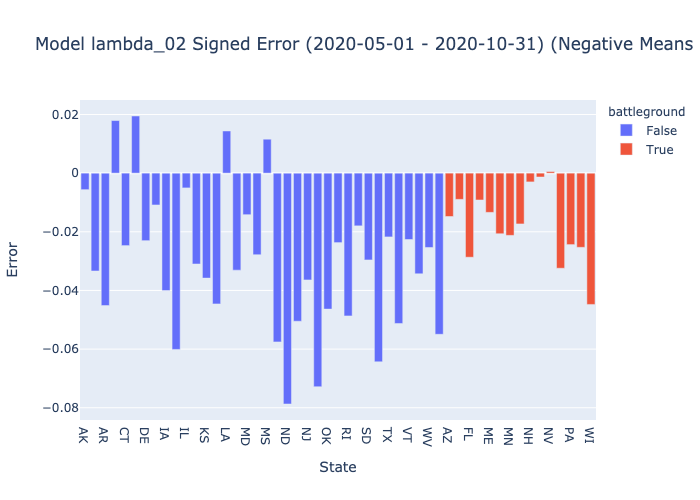 Model lambda_02 Signed Error (2020-05-01 - 2020-10-31) (Negative Means
battleground
False
True
0.02
0
−0.02
−0.04
−0.06
−0.08
Error
AK AR CT DE IA IL KS LA MD MS ND NJ OK RI SD TX VT WV AZ FL ME MN NH NV PA WI
State